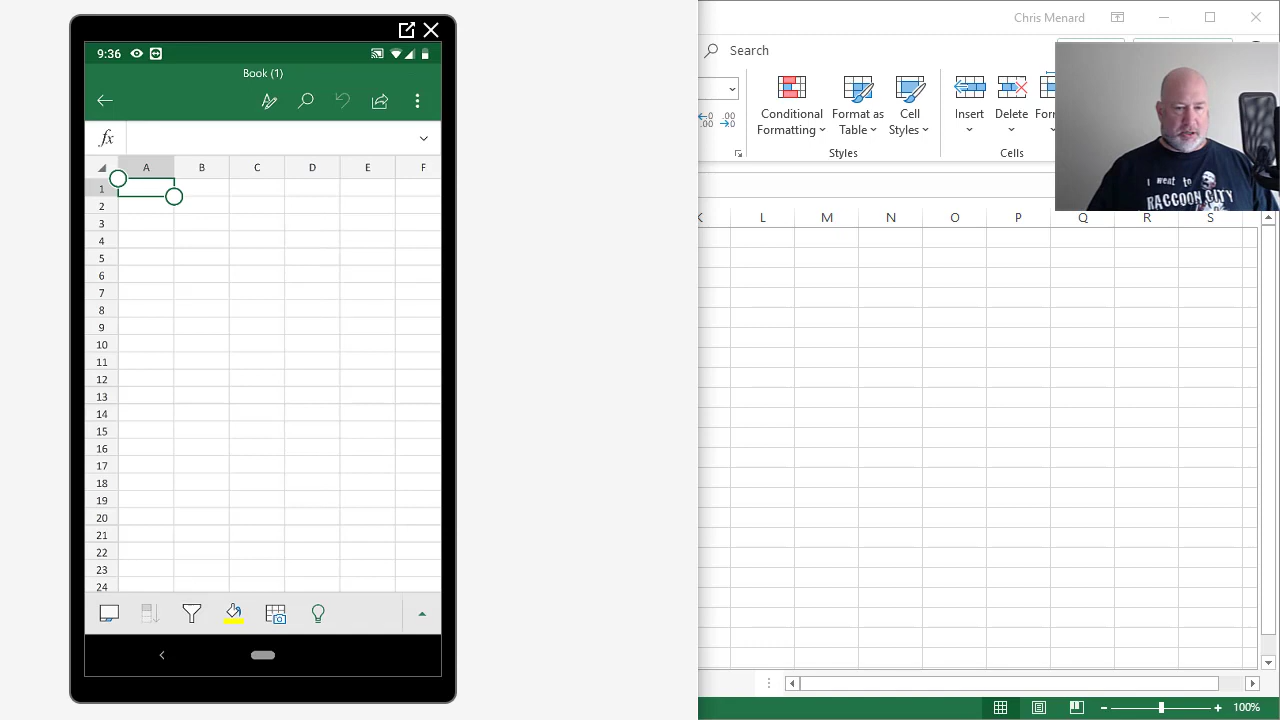 9:36
Book (1)
fx
A B C D E F
1
2
3
4
5
6
7
8
9
10
11
12
13
14
15
16
17
18
19
20
21
22
23
24
Chris Menard
Search
Conditional Formatting
Format as Table
Cell Styles
Insert
Delete
Styles
Cells
L M N O P Q R S
I went to
RACCOON CITY
100%